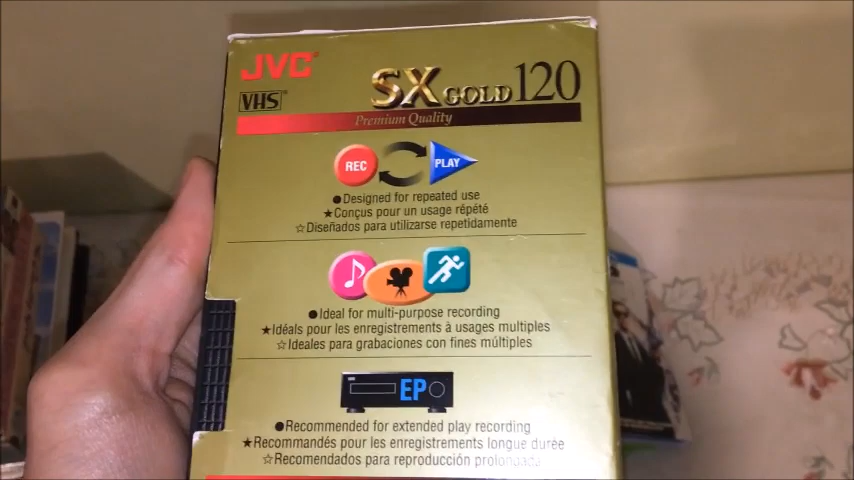 JVC
VHS
SX GOLD 120
Premium Quality
REC
PLAY
●Designed for repeated use
★Conçus pour un usage répété
☆Diseñados para utilizarse repetidamente
●Ideal for multi-purpose recording
★Idéals pour les enregistrements à usages multiples
☆Ideales para grabaciones con fines múltiples
EP
●Recommended for extended play recording
★Recommandés pour les enregistrements longue durée
☆Recomendados para reproducción prolongada